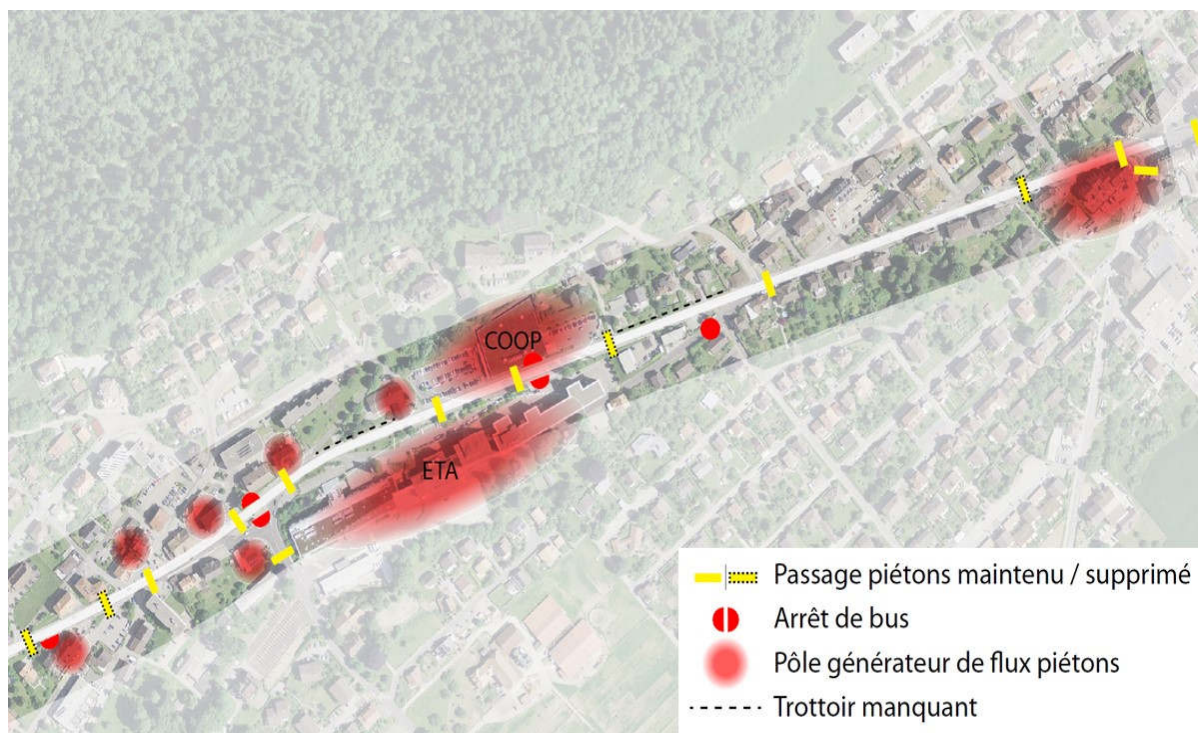 COOP
ETA
Passage piétons maintenu / supprimé
Arrêt de bus
Pôle générateur de flux piétons
Trottoir manquant